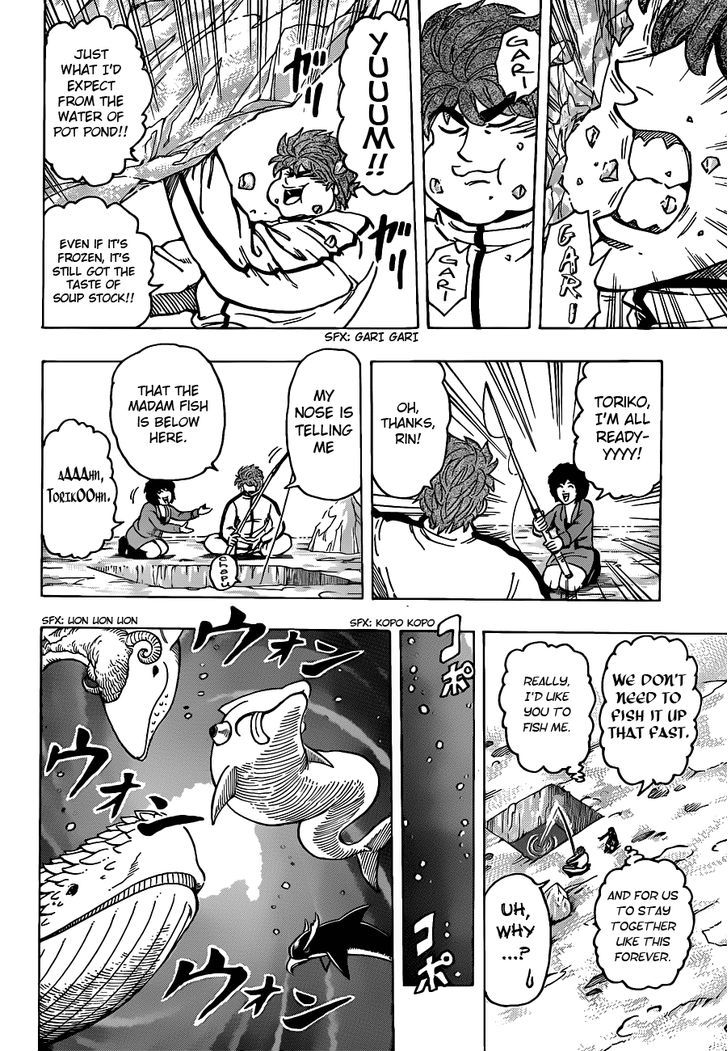 GARI
GARI
GARI
YUUUM!!
ガリ
JUST
WHAT I'D
EXPECT
FROM THE
WATER OF
POT POND!!
EVEN IF IT'S
FROZEN, IT'S
STILL GOT THE
TASTE OF
SOUP STOCK!!
ガリ
SFX: GARI GARI
TORIKO,
I'M ALL
READY-
YYYY!
OH,
THANKS,
RIN!
MY
NOSE IS
TELLING
ME
THAT THE
MADAM FISH
IS BELOW
HERE.
AAAAHH,
TORIKOOHH.
KOPU
WE DON'T
NEED TO
FISH IT UP
THAT FAST.
REALLY,
I'D LIKE
YOU TO
FISH ME.
AND FOR US
TO STAY
TOGETHER
LIKE THIS
FOREVER.
UH,
WHY
...?
SFX: KOPO KOPO
コポ
コポ
SFX: UON UON UON
ウォン
ウォン
ウォン